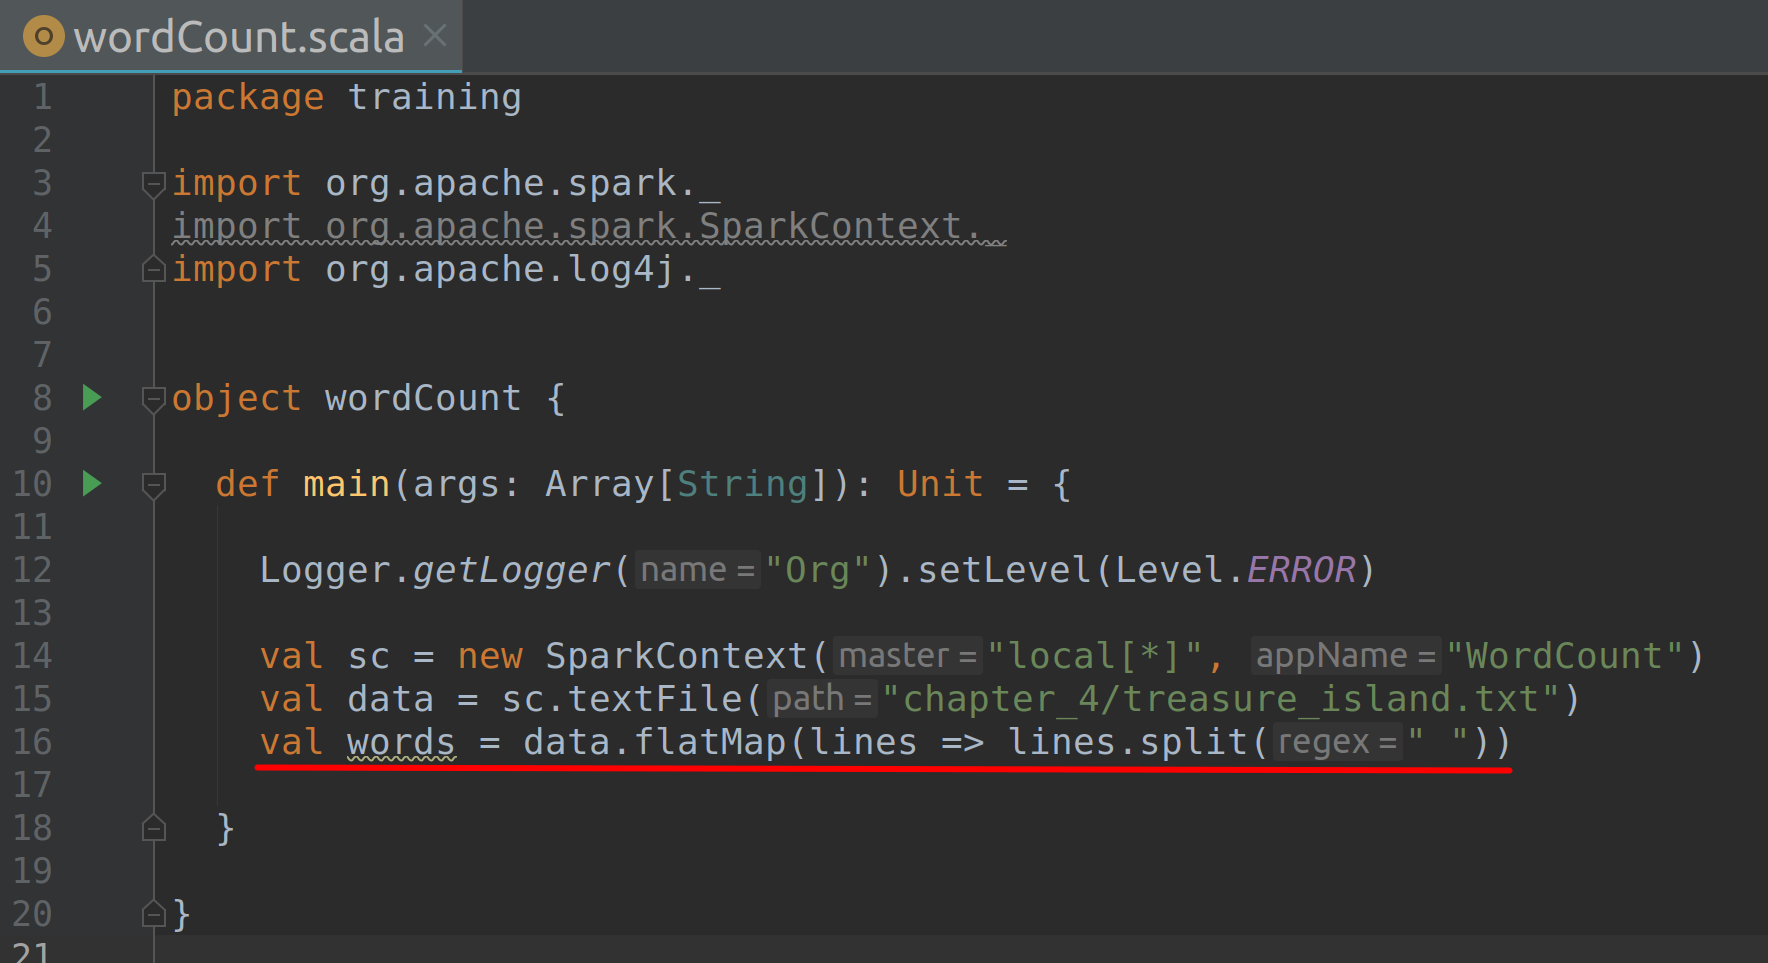 wordCount.scala
1 package training
2
3 import org.apache.spark._
4 import org.apache.spark.SparkContext._
5 import org.apache.log4j._
6
7
8 object wordCount {
9
10 def main(args: Array[String]): Unit = {
11
12 Logger.getLogger( name = "Org").setLevel(Level.ERROR)
13
14 val sc = new SparkContext( master = "local[*]", appName = "WordCount")
15 val data = sc.textFile( path = "chapter_4/treasure_island.txt")
16 val words = data.flatMap(lines => lines.split( regex = " "))
17
18 }
19
20 }
21